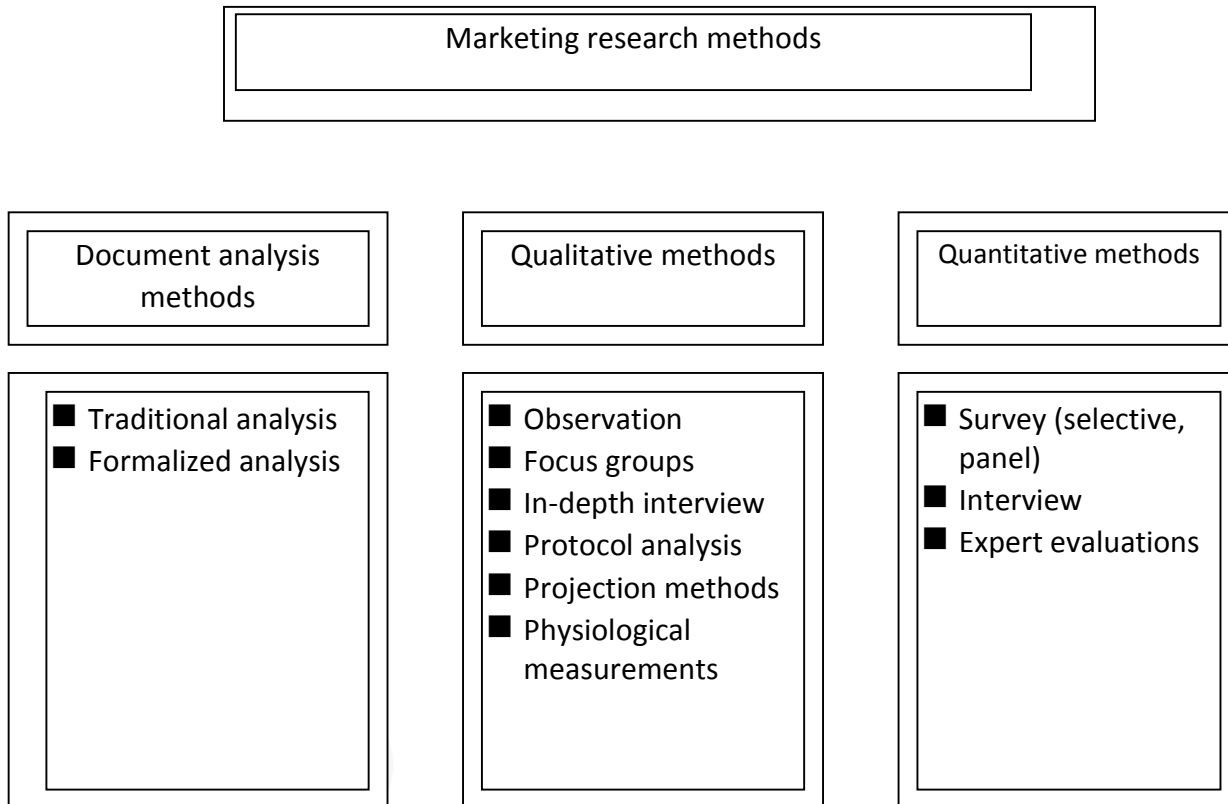 Marketing research methods
Document analysis
methods
Qualitative methods
Quantitative methods
■ Traditional analysis
■ Formalized analysis
■ Observation
■ Focus groups
■ In-depth interview
■ Protocol analysis
■ Projection methods
■ Physiological
measurements
■ Survey (selective,
panel)
■ Interview
■ Expert evaluations